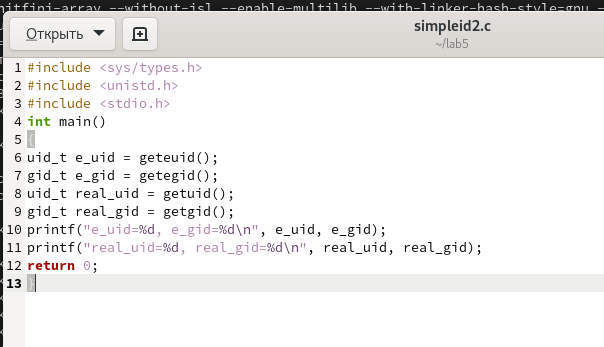 nitfini-array --without-isl --enable-multilib --with-linker-hash-style=gnu
Открыть
simpleid2.c
~/lab5
1 #include <sys/types.h>
2 #include <unistd.h>
3 #include <stdio.h>
4 int main()
5 {
6 uid_t e_uid = geteuid();
7 gid_t e_gid = getegid();
8 uid_t real_uid = getuid();
9 gid_t real_gid = getgid();
10 printf("e_uid=%d, e_gid=%d\n", e_uid, e_gid);
11 printf("real_uid=%d, real_gid=%d\n", real_uid, real_gid);
12 return 0;
13 }